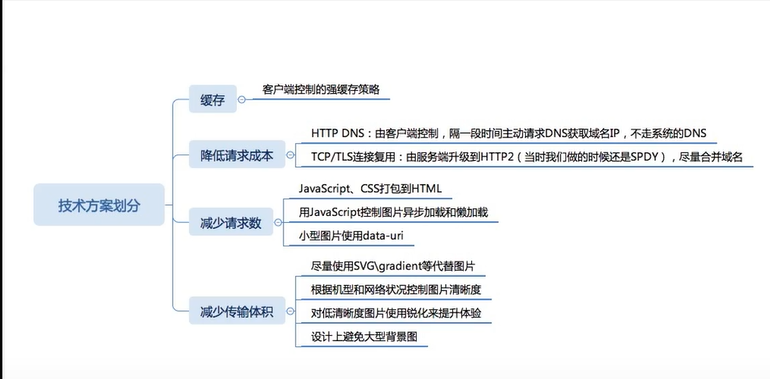 缓存
客户端控制的强缓存策略
降低请求成本
HTTP DNS：由客户端控制，隔一段时间主动请求DNS获取域名IP，不走系统的DNS
TCP/TLS连接复用：由服务端升级到HTTP2（当时我们做的时候还是SPDY），尽量合并域名
技术方案划分
减少请求数
JavaScript、CSS打包到HTML
用JavaScript控制图片异步加载和懒加载
小型图片使用data-uri
减少传输体积
尽量使用SVG\gradient等代替图片
根据机型和网络状况控制图片清晰度
对低清晰度图片使用锐化来提升体验
设计上避免大型背景图